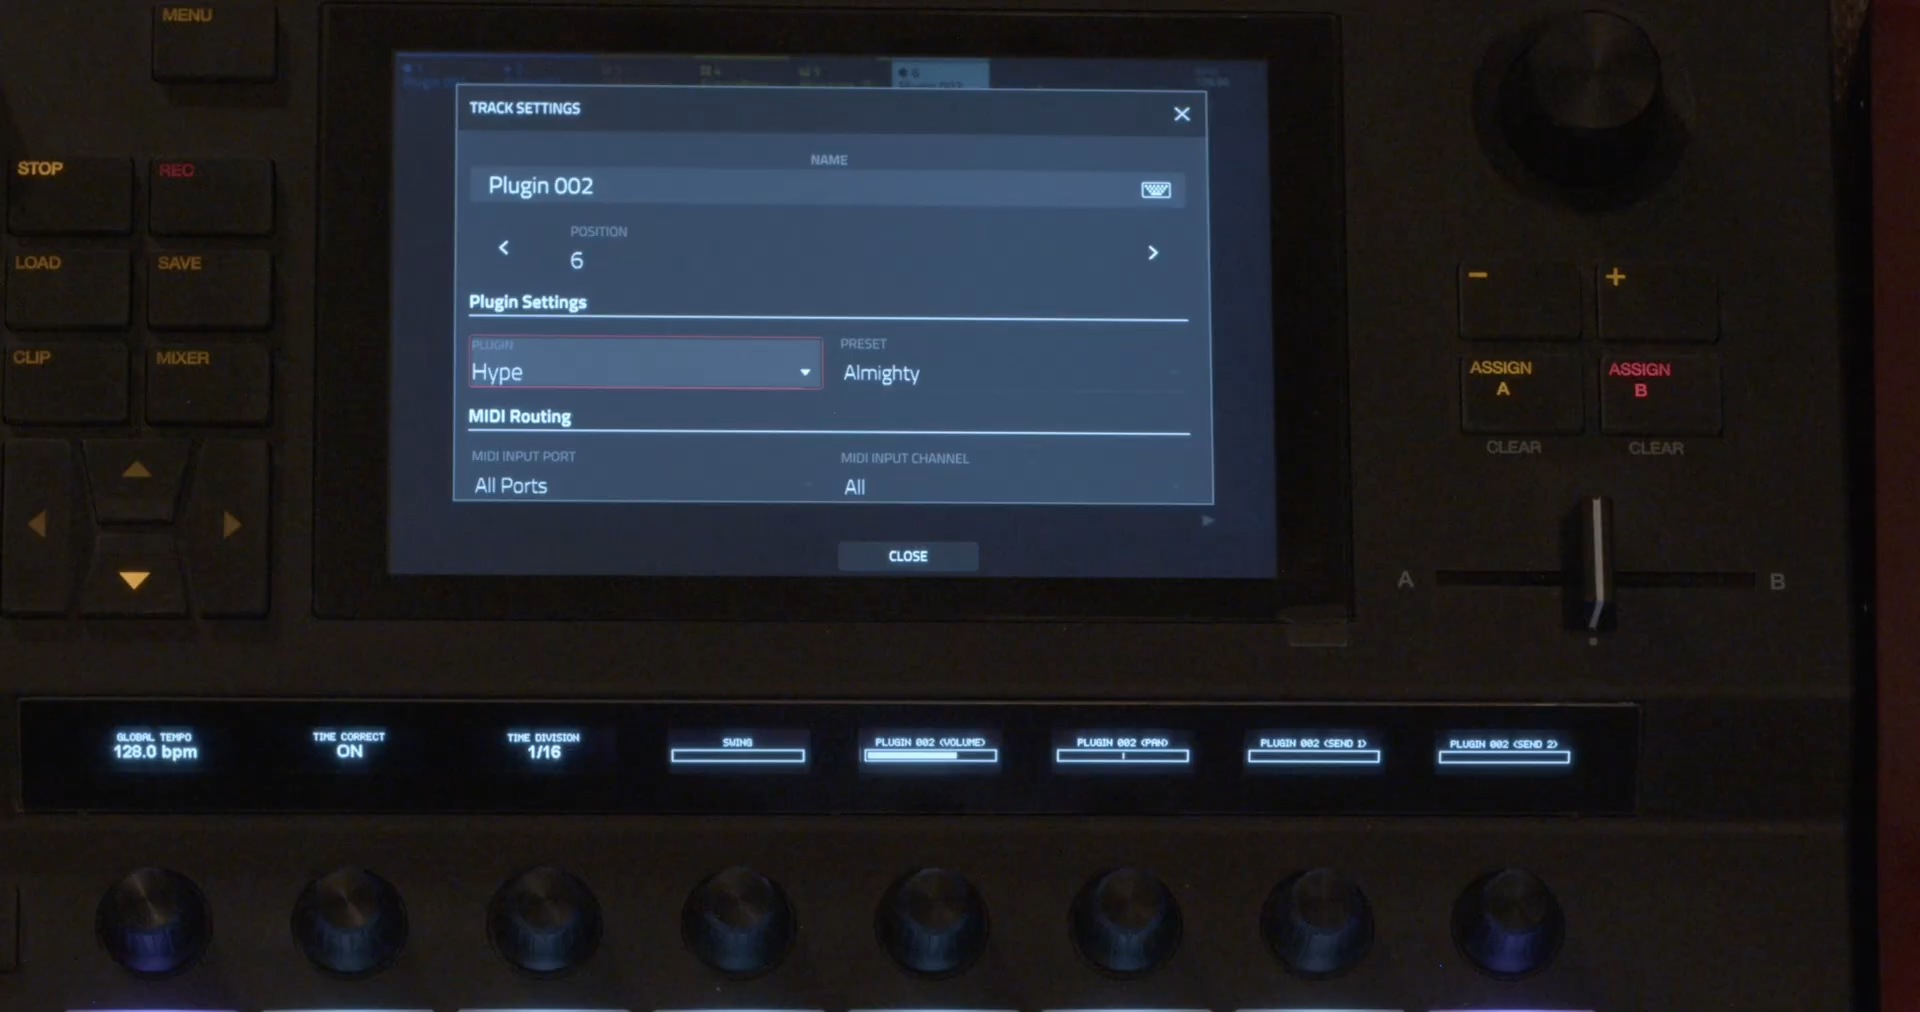 MENU
STOP
REC
LOAD
SAVE
CLIP
MIXER
6
TRACK SETTINGS
NAME
Plugin 002
POSITION
6
Plugin Settings
PLUGIN
Hype
PRESET
Almighty
MIDI Routing
MIDI INPUT PORT
All Ports
MIDI INPUT CHANNEL
All
CLOSE
− +
ASSIGN
A
ASSIGN
B
CLEAR
CLEAR
A
B
GLOBAL TEMPO
128.0 bpm
TIME CORRECT
ON
TIME DIVISION
1/16
SWING
PLUGIN 002 (VOLUME)
PLUGIN 002 (PAN)
PLUGIN 002 (SEND 1)
PLUGIN 002 (SEND 2)